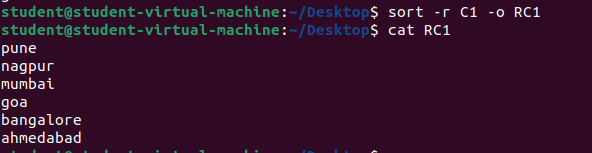 student@student-virtual-machine:~/Desktop$ sort -r C1 -o RC1
student@student-virtual-machine:~/Desktop$ cat RC1
pune
nagpur
mumbai
goa
bangalore
ahmedabad